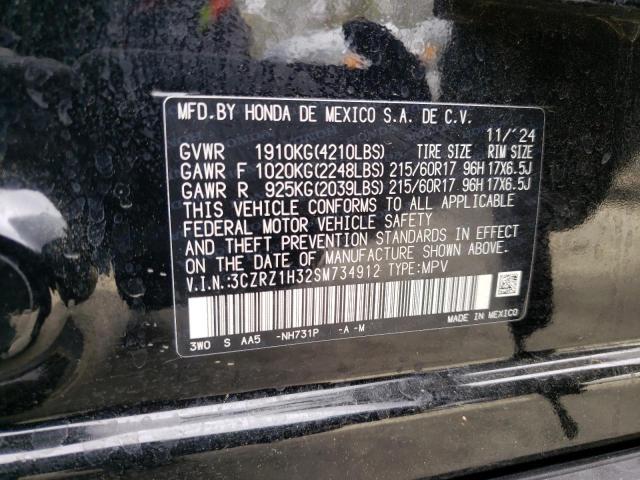 MFD.BY HONDA DE MEXICO S.A. DE C.V.
11/'24
GVWR 1910KG(4210LBS) TIRE SIZE RIM SIZE
GAWR F 1020KG(2248LBS) 215/60R17 96H 17X6.5J
GAWR R 925KG(2039LBS) 215/60R17 96H 17X6.5J
THIS VEHICLE CONFORMS TO ALL APPLICABLE
FEDERAL MOTOR VEHICLE SAFETY
AND THEFT PREVENTION STANDARDS IN EFFECT
ON THE DATE OF MANUFACTURE SHOWN ABOVE.
V.I.N.:3CZRZ1H32SM734912 TYPE:MPV
3WO S AA5 -NH731P -A-M
MADE IN MEXICO